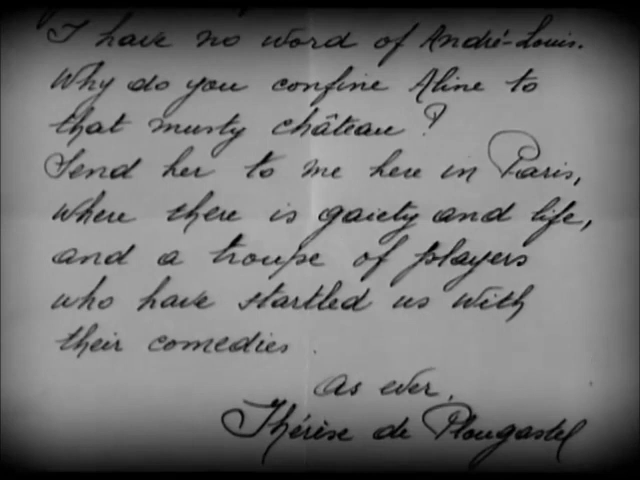 I have no word of André-Louis.
Why do you confine Aline to
that musty château?
Send her to me here in Paris,
where there is gaiety and life,
and a troupe of players
who have startled us with
their comedies.
As ever,
Thérèse de Plougastel